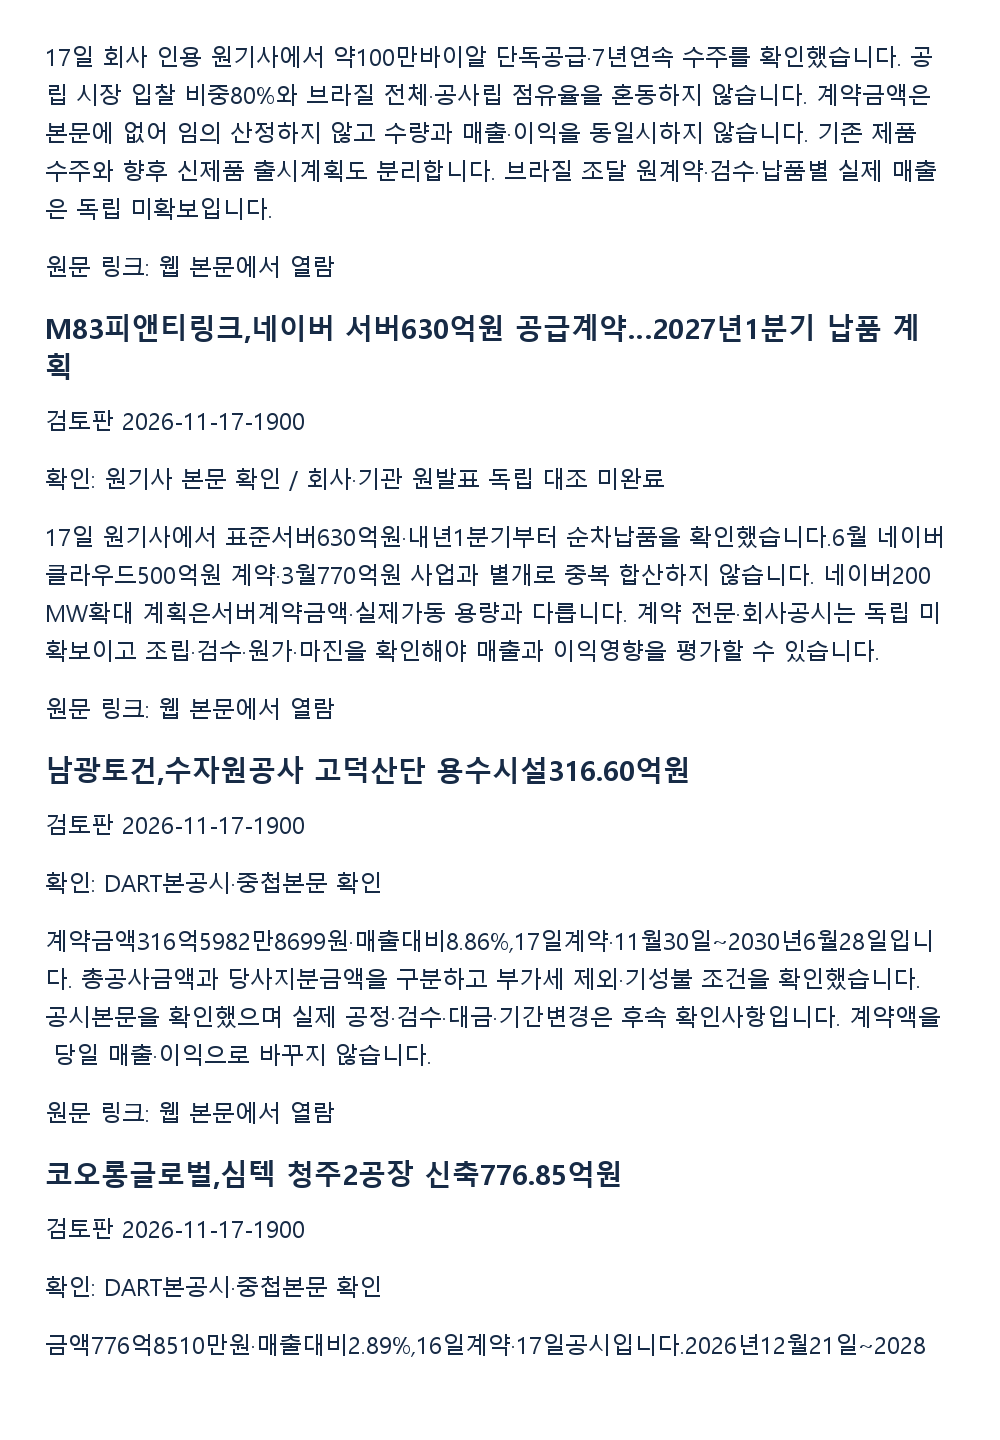 17일 회사 인용 원기사에서 약100만바이알 단독공급·7년연속 수주를 확인했습니다. 공
립 시장 입찰 비중80%와 브라질 전체·공사립 점유율을 혼동하지 않습니다. 계약금액은
본문에 없어 임의 산정하지 않고 수량과 매출·이익을 동일시하지 않습니다. 기존 제품
수주와 향후 신제품 출시계획도 분리합니다. 브라질 조달 원계약·검수·납품별 실제 매출
은 독립 미확보입니다.
원문 링크: 웹 본문에서 열람
M83피앤티링크,네이버 서버630억원 공급계약…2027년1분기 납품 계
획
검토판 2026-11-17-1900
확인: 원기사 본문 확인 / 회사·기관 원발표 독립 대조 미완료
17일 원기사에서 표준서버630억원·내년1분기부터 순차납품을 확인했습니다.6월 네이버
클라우드500억원 계약·3월770억원 사업과 별개로 중복 합산하지 않습니다. 네이버200
MW확대 계획은서버계약금액·실제가동 용량과 다릅니다. 계약 전문·회사공시는 독립 미
확보이고 조립·검수·원가·마진을 확인해야 매출과 이익영향을 평가할 수 있습니다.
원문 링크: 웹 본문에서 열람
남광토건,수자원공사 고덕산단 용수시설316.60억원
검토판 2026-11-17-1900
확인: DART본공시·중첩본문 확인
계약금액316억5982만8699원·매출대비8.86%,17일계약·11월30일~2030년6월28일입니
다. 총공사금액과 당사지분금액을 구분하고 부가세 제외·기성불 조건을 확인했습니다.
공시본문을 확인했으며 실제 공정·검수·대금·기간변경은 후속 확인사항입니다. 계약액을
당일 매출·이익으로 바꾸지 않습니다.
원문 링크: 웹 본문에서 열람
코오롱글로벌,심텍 청주2공장 신축776.85억원
검토판 2026-11-17-1900
확인: DART본공시·중첩본문 확인
금액776억8510만원·매출대비2.89%,16일계약·17일공시입니다.2026년12월21일~2028